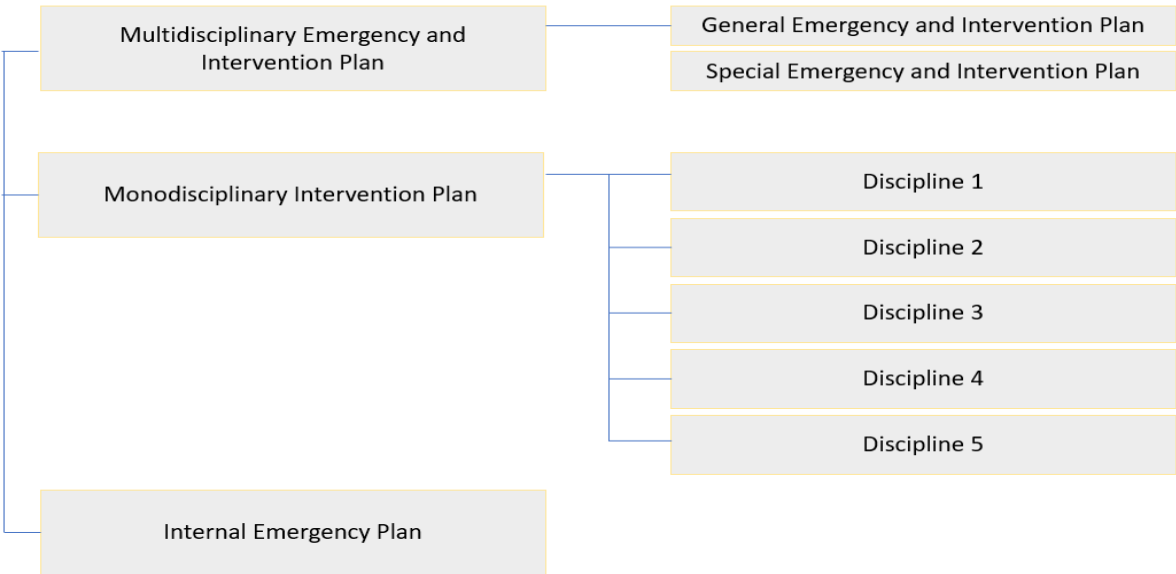 Multidisciplinary Emergency and
Intervention Plan
General Emergency and Intervention Plan
Special Emergency and Intervention Plan
Monodisciplinary Intervention Plan
Discipline 1
Discipline 2
Discipline 3
Discipline 4
Discipline 5
Internal Emergency Plan